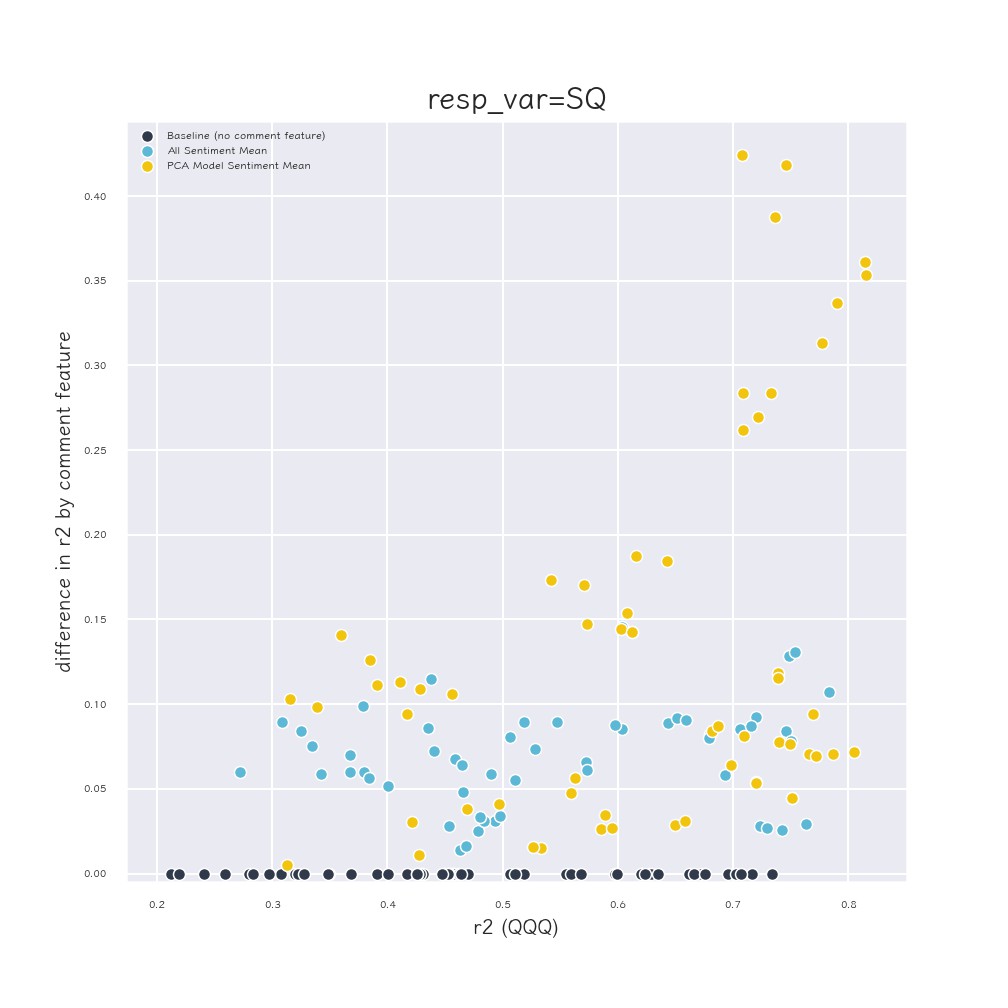 resp_var=SQ
Baseline (no comment feature)
All Sentiment Mean
PCA Model Sentiment Mean
difference in r2 by comment feature
0.40
0.35
0.30
0.25
0.20
0.15
0.10
0.05
0.00
0.2 0.3 0.4 0.5 0.6 0.7 0.8
r2 (QQQ)